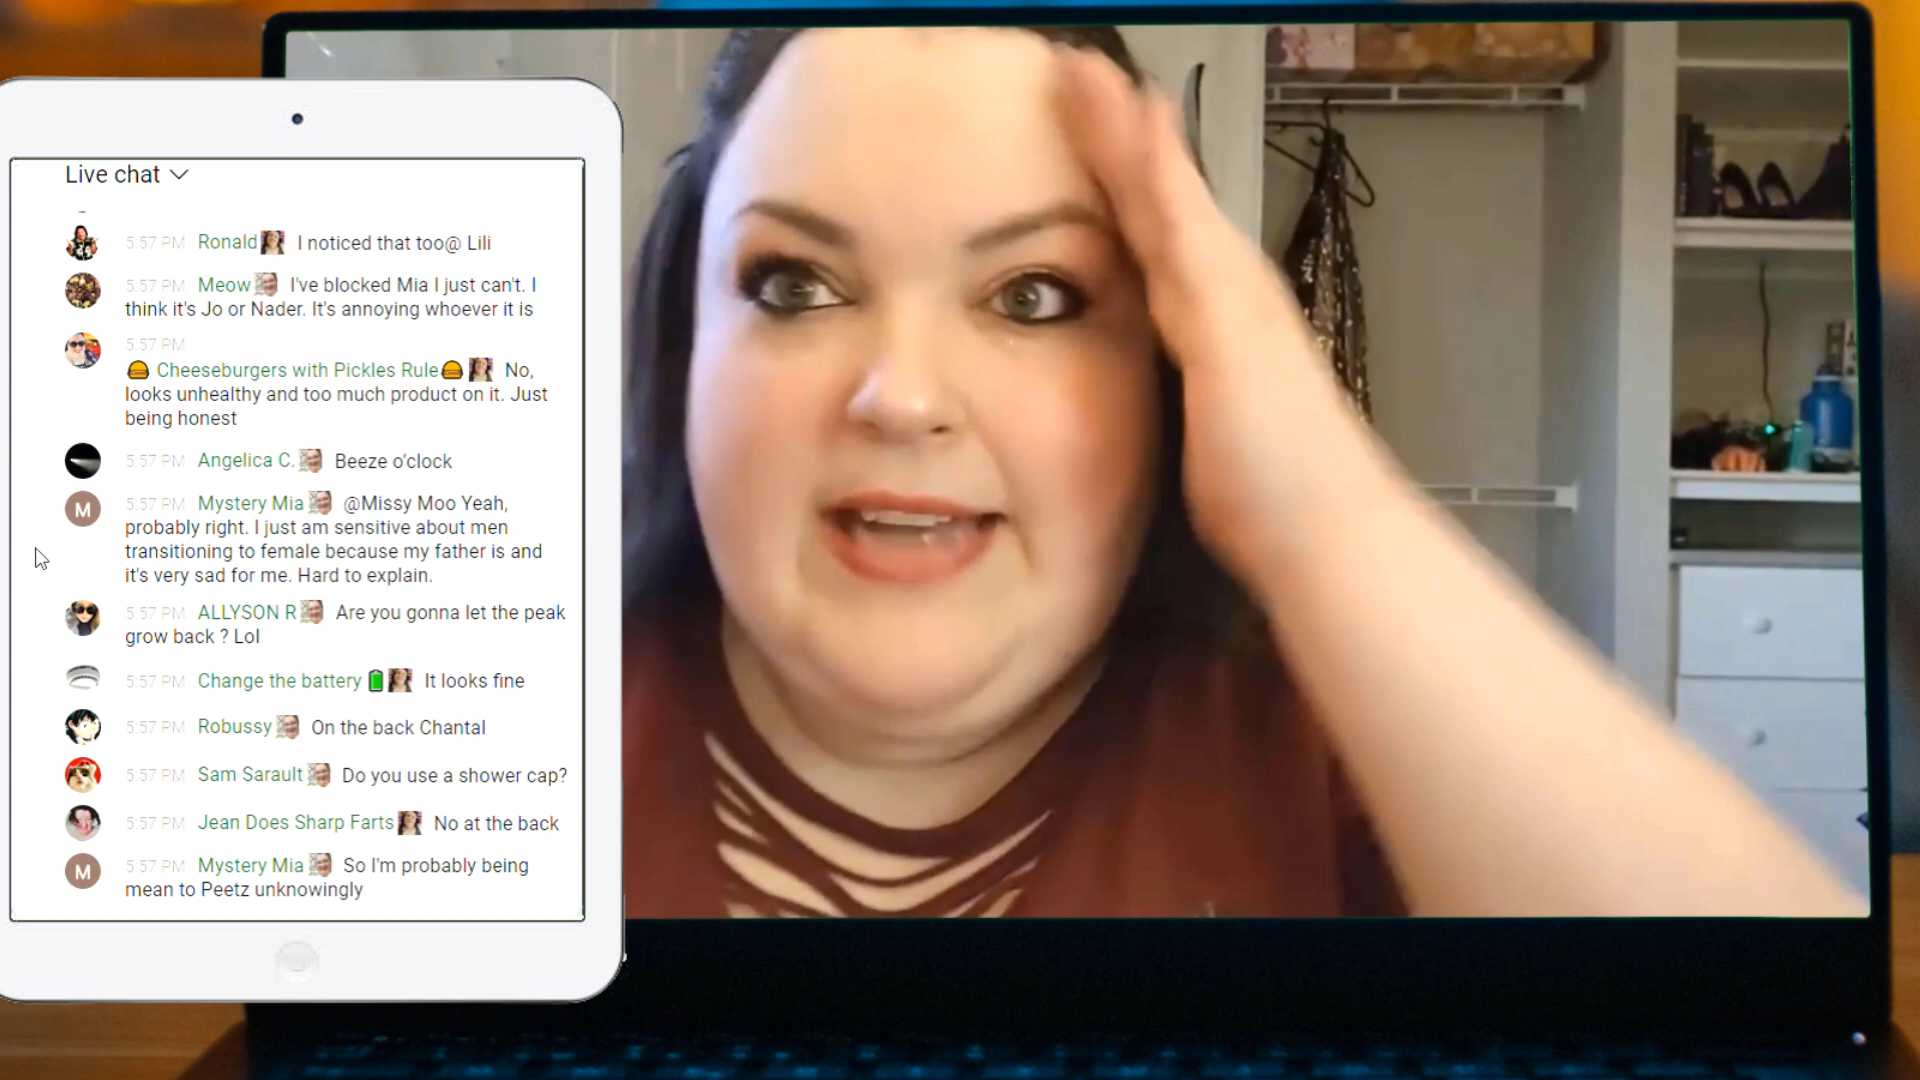 Live chat
5:57 PM Ronald I noticed that too@ Lili
5:57 PM Meow I've blocked Mia I just can't. I
think it's Jo or Nader. It's annoying whoever it is
5:57 PM
🍔 Cheeseburgers with Pickles Rule🍔 No,
looks unhealthy and too much product on it. Just
being honest
5:57 PM Angelica C. Beeze o'clock
M
5:57 PM Mystery Mia @Missy Moo Yeah,
probably right. I just am sensitive about men
transitioning to female because my father is and
it's very sad for me. Hard to explain.
5:57 PM ALLYSON R Are you gonna let the peak
grow back ? Lol
5:57 PM Change the battery 🔋 It looks fine
5:57 PM Robussy On the back Chantal
5:57 PM Sam Sarault Do you use a shower cap?
5:57 PM Jean Does Sharp Farts No at the back
M
5:57 PM Mystery Mia So I'm probably being
mean to Peetz unknowingly